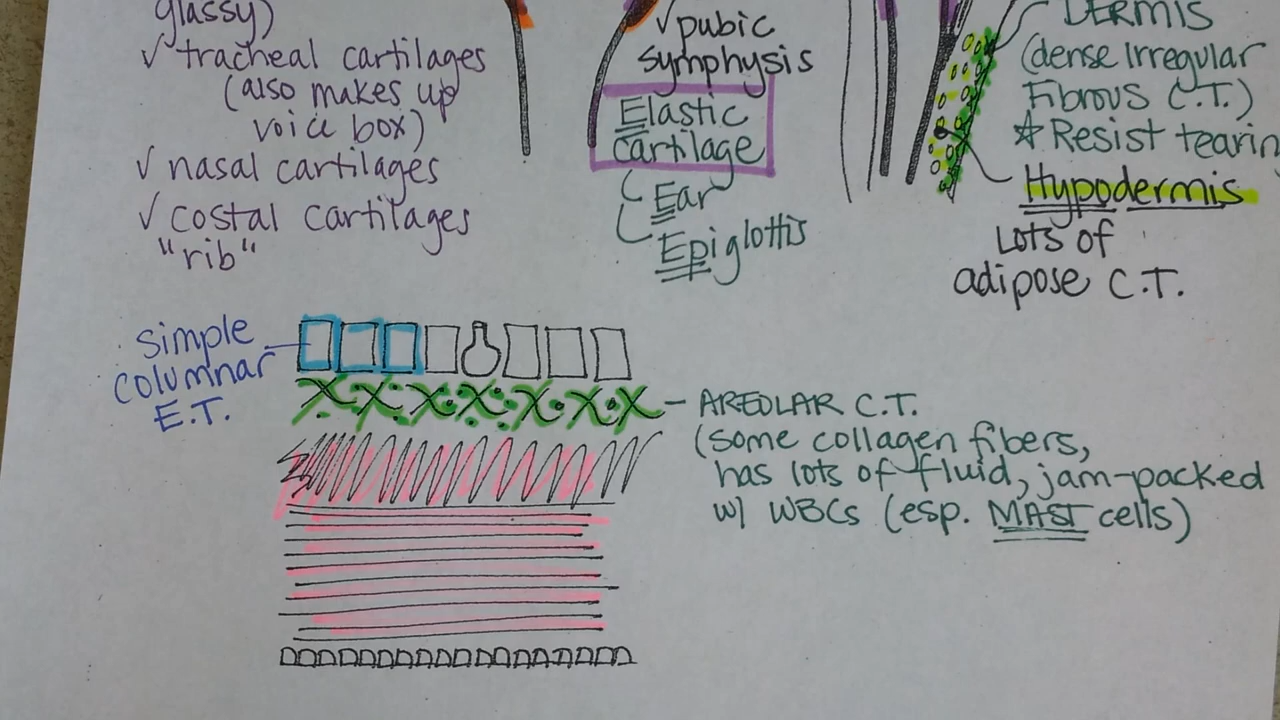 glassy)
√ tracheal cartilages
(also makes up
voice box)
√ nasal cartilages
√ costal cartilages
"rib"
√ pubic
symphysis
Elastic
cartilage
Ear
Epiglottis
DERMIS
(dense Irregular
Fibrous C.T.)
☆ Resist tearin
Hypodermis
Lots of
adipose C.T.
simple
columnar
E.T.
- AREOLAR C.T.
(some collagen fibers,
has lots of fluid, jam-packed
w/ WBCs (esp. MAST cells)